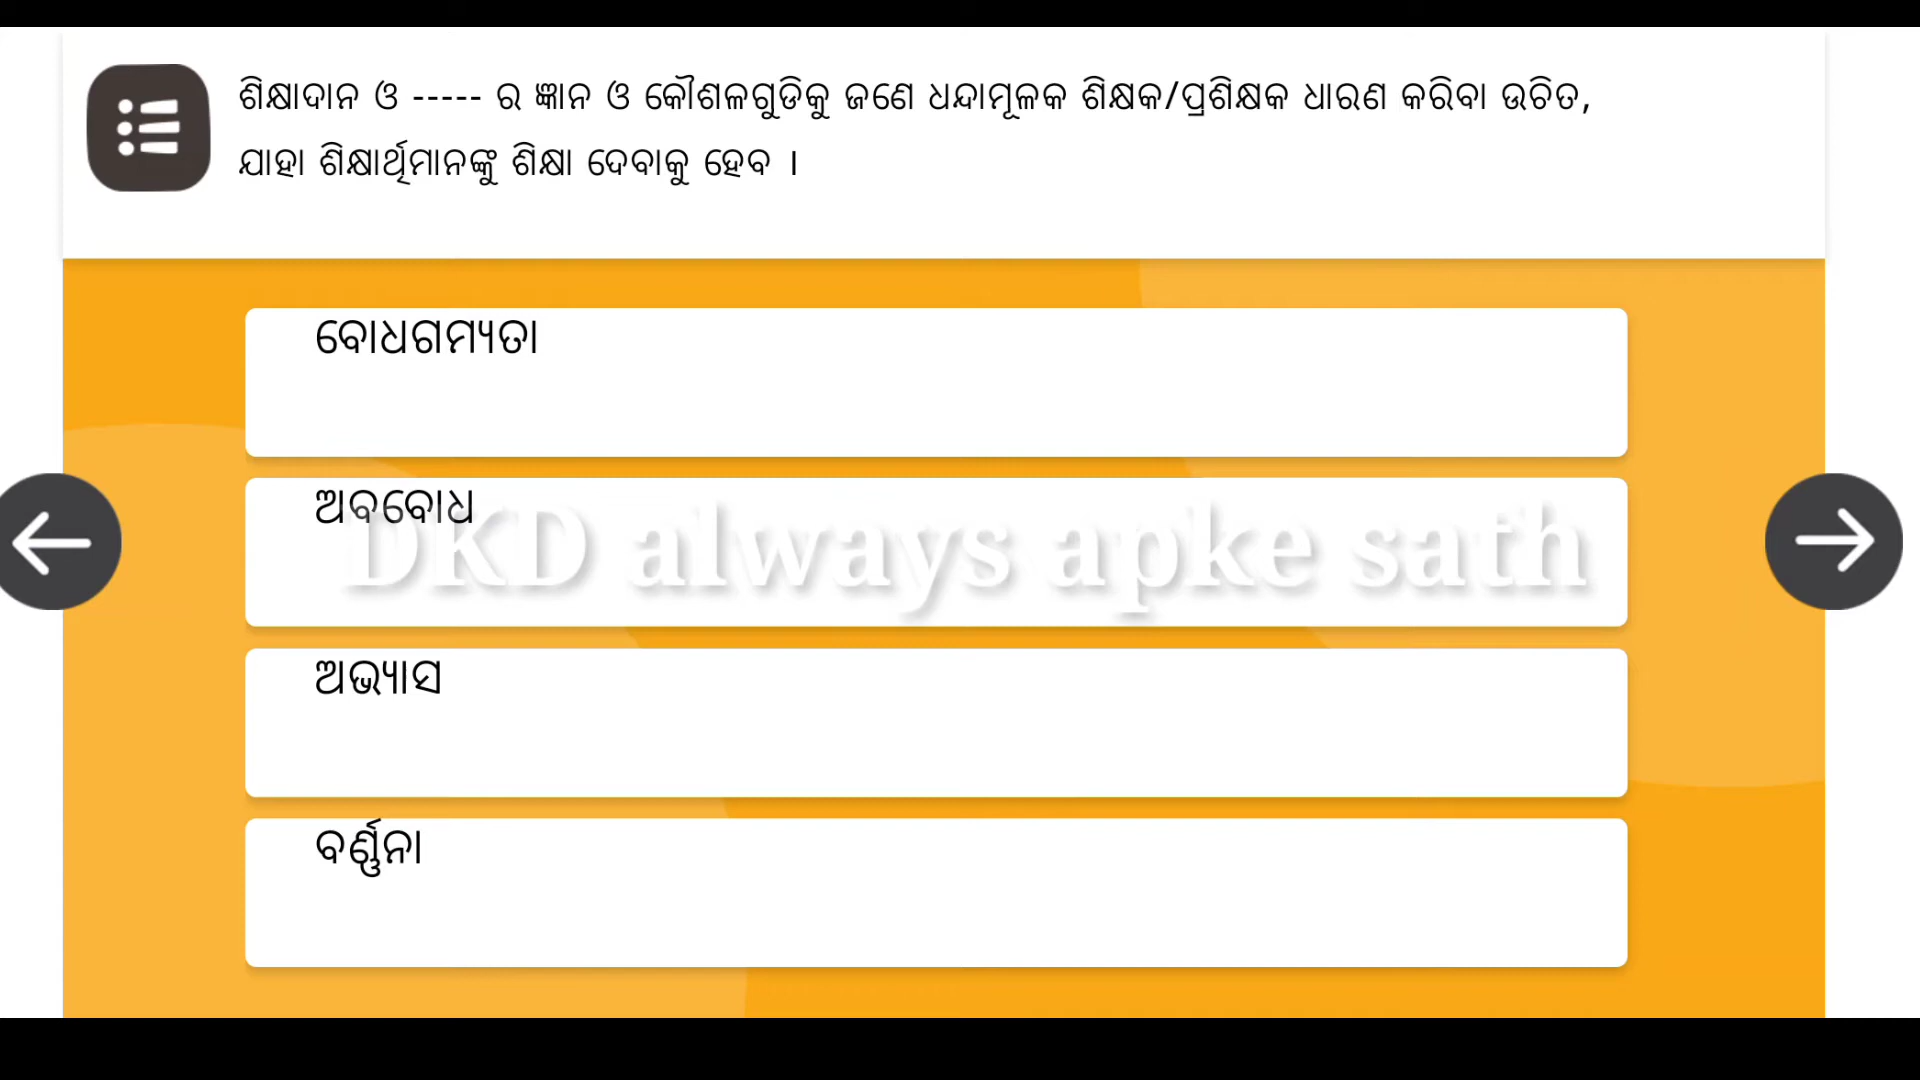 ଶିକ୍ଷାଦାନ ଓ ----- ର ଜ୍ଞାନ ଓ କୌଶଳଗୁଡିକୁ ଜଣେ ଧନ୍ଦାମୂଳକ ଶିକ୍ଷକ/ପ୍ରଶିକ୍ଷକ ଧାରଣ କରିବା ଉଚିତ,
ଯାହା ଶିକ୍ଷାର୍ଥିମାନଙ୍କୁ ଶିକ୍ଷା ଦେବାକୁ ହେବ ।
ବୋଧଗମ୍ୟତା
ଅବବୋଧ
DKD always apke sath
ଅଭ୍ୟାସ
ବର୍ଣ୍ଣନା